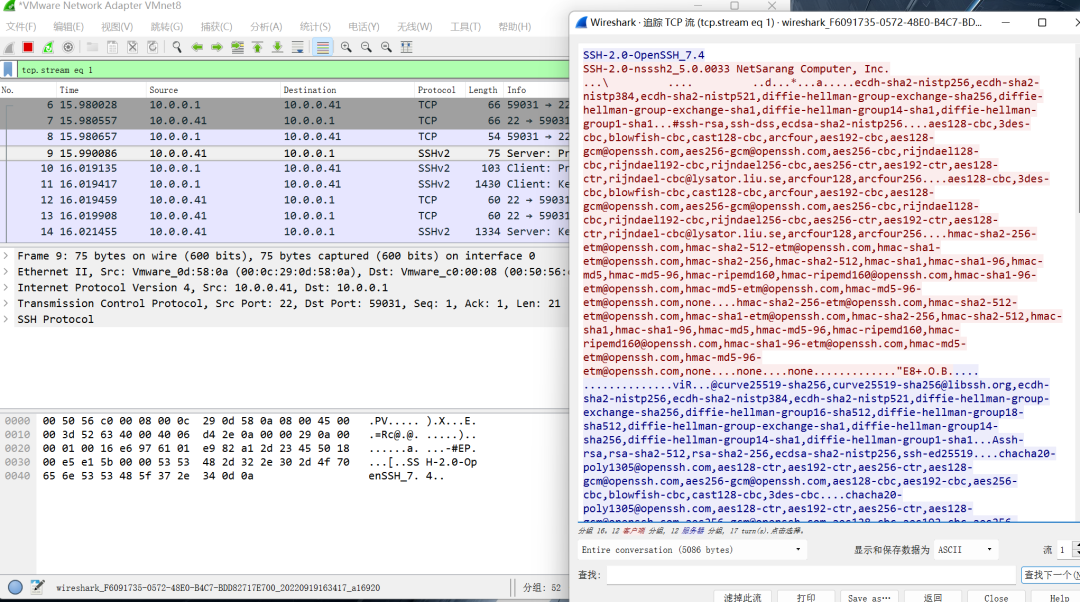 *VMware Network Adapter VMnet8
文件(F) 编辑(E) 视图(V) 跳转(G) 捕获(C) 分析(A) 统计(S) 电话(Y) 无线(W) 工具(T) 帮助(H)
tcp.stream eq 1
No. Time Source Destination Protocol Length Info
6 15.980028 10.0.0.1 10.0.0.41 TCP 66 59031 → 22
7 15.980557 10.0.0.41 10.0.0.1 TCP 66 22 → 59031
8 15.980657 10.0.0.1 10.0.0.41 TCP 54 59031 → 22
9 15.990086 10.0.0.41 10.0.0.1 SSHv2 75 Server: Pr
10 16.019135 10.0.0.1 10.0.0.41 SSHv2 103 Client: Pr
11 16.019417 10.0.0.1 10.0.0.41 SSHv2 1430 Client: Ke
12 16.019459 10.0.0.41 10.0.0.1 TCP 60 22 → 59031
13 16.019908 10.0.0.41 10.0.0.1 TCP 60 22 → 59031
14 16.021455 10.0.0.41 10.0.0.1 SSHv2 1334 Server: Ke
Frame 9: 75 bytes on wire (600 bits), 75 bytes captured (600 bits) on interface 0
Ethernet II, Src: Vmware_0d:58:0a (00:0c:29:0d:58:0a), Dst: Vmware_c0:00:08 (00:50:56:
Internet Protocol Version 4, Src: 10.0.0.41, Dst: 10.0.0.1
Transmission Control Protocol, Src Port: 22, Dst Port: 59031, Seq: 1, Ack: 1, Len: 21
SSH Protocol
0000 00 50 56 c0 00 08 00 0c 29 0d 58 0a 08 00 45 00 .PV..... ).X...E.
0010 00 3d 52 63 40 00 40 06 d4 2e 0a 00 00 29 0a 00 .=Rc@.@. .....)..
0020 00 01 00 16 e6 97 61 01 e9 82 a1 2d 23 45 50 18 ......a. ...-#EP.
0030 00 e5 e1 5b 00 00 53 53 48 2d 32 2e 30 2d 4f 70 ...[..SS H-2.0-Op
0040 65 6e 53 53 48 5f 37 2e 34 0d 0a enSSH_7. 4..
wireshark_F6091735-0572-48E0-B4C7-BDD82717E700_20220919163417_a16920 分组: 52
Wireshark · 追踪 TCP 流 (tcp.stream eq 1) · wireshark_F6091735-0572-48E0-B4C7-BD...
SSH-2.0-OpenSSH_7.4
SSH-2.0-nsssh2_5.0.0033 NetSarang Computer, Inc.
...\ .... ..d...*...a.....ecdh-sha2-nistp256,ecdh-sha2-
nistp384,ecdh-sha2-nistp521,diffie-hellman-group-exchange-sha256,diffie-
hellman-group-exchange-sha1,diffie-hellman-group14-sha1,diffie-hellman-
group1-sha1...#ssh-rsa,ssh-dss,ecdsa-sha2-nistp256....aes128-cbc,3des-
cbc,blowfish-cbc,cast128-cbc,arcfour,aes192-cbc,aes128-
gcm@openssh.com,aes256-gcm@openssh.com,aes256-cbc,rijndael128-
cbc,rijndael192-cbc,rijndael256-cbc,aes256-ctr,aes192-ctr,aes128-
ctr,rijndael-cbc@lysator.liu.se,arcfour128,arcfour256....aes128-cbc,3des-
cbc,blowfish-cbc,cast128-cbc,arcfour,aes192-cbc,aes128-
gcm@openssh.com,aes256-gcm@openssh.com,aes256-cbc,rijndael128-
cbc,rijndael192-cbc,rijndael256-cbc,aes256-ctr,aes192-ctr,aes128-
ctr,rijndael-cbc@lysator.liu.se,arcfour128,arcfour256....hmac-sha2-256-
etm@openssh.com,hmac-sha2-512-etm@openssh.com,hmac-sha1-
etm@openssh.com,hmac-sha2-256,hmac-sha2-512,hmac-sha1,hmac-sha1-96,hmac-
md5,hmac-md5-96,hmac-ripemd160,hmac-ripemd160@openssh.com,hmac-sha1-96-
etm@openssh.com,hmac-md5-etm@openssh.com,hmac-md5-96-
etm@openssh.com,none....hmac-sha2-256-etm@openssh.com,hmac-sha2-512-
etm@openssh.com,hmac-sha1-etm@openssh.com,hmac-sha2-256,hmac-sha2-512,hmac-
sha1,hmac-sha1-96,hmac-md5,hmac-md5-96,hmac-ripemd160,hmac-
ripemd160@openssh.com,hmac-sha1-96-etm@openssh.com,hmac-md5-
etm@openssh.com,hmac-md5-96-
etm@openssh.com,none....none....none............."E8+.O.B.....
..............viR...@curve25519-sha256,curve25519-sha256@libssh.org,ecdh-
sha2-nistp256,ecdh-sha2-nistp384,ecdh-sha2-nistp521,diffie-hellman-group-
exchange-sha256,diffie-hellman-group16-sha512,diffie-hellman-group18-
sha512,diffie-hellman-group-exchange-sha1,diffie-hellman-group14-
sha256,diffie-hellman-group14-sha1,diffie-hellman-group1-sha1...Assh-
rsa,rsa-sha2-512,rsa-sha2-256,ecdsa-sha2-nistp256,ssh-ed25519....chacha20-
poly1305@openssh.com,aes128-ctr,aes192-ctr,aes256-ctr,aes128-
gcm@openssh.com,aes256-gcm@openssh.com,aes128-cbc,aes192-cbc,aes256-
cbc,blowfish-cbc,cast128-cbc,3des-cbc....chacha20-
poly1305@openssh.com,aes128-ctr,aes192-ctr,aes256-ctr,aes128-
gcm@openssh.com,aes256-gcm@openssh.com,aes128-cbc,aes192-cbc,aes256-
分组 16。12 客户端 分组, 12 服务器 分组, 17 turn(s).点击选择。
Entire conversation (5086 bytes) 显示和保存数据为 ASCII 流 1
查找: 查找下一个(N
滤掉此流 打印 Save as… 返回 Close Help